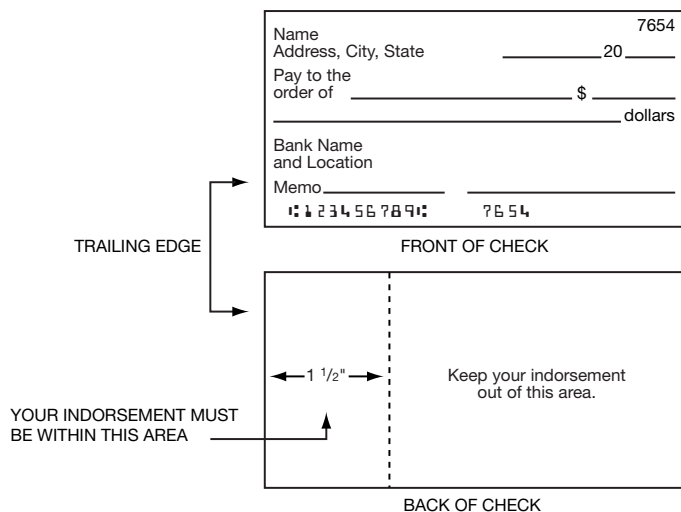 7654
Name
Address, City, State 20
Pay to the
order of $
dollars
Bank Name
and Location
Memo
⑆123456789⑆ 7654
TRAILING EDGE
FRONT OF CHECK
1 1/2"
Keep your indorsement
out of this area.
YOUR INDORSEMENT MUST
BE WITHIN THIS AREA
BACK OF CHECK